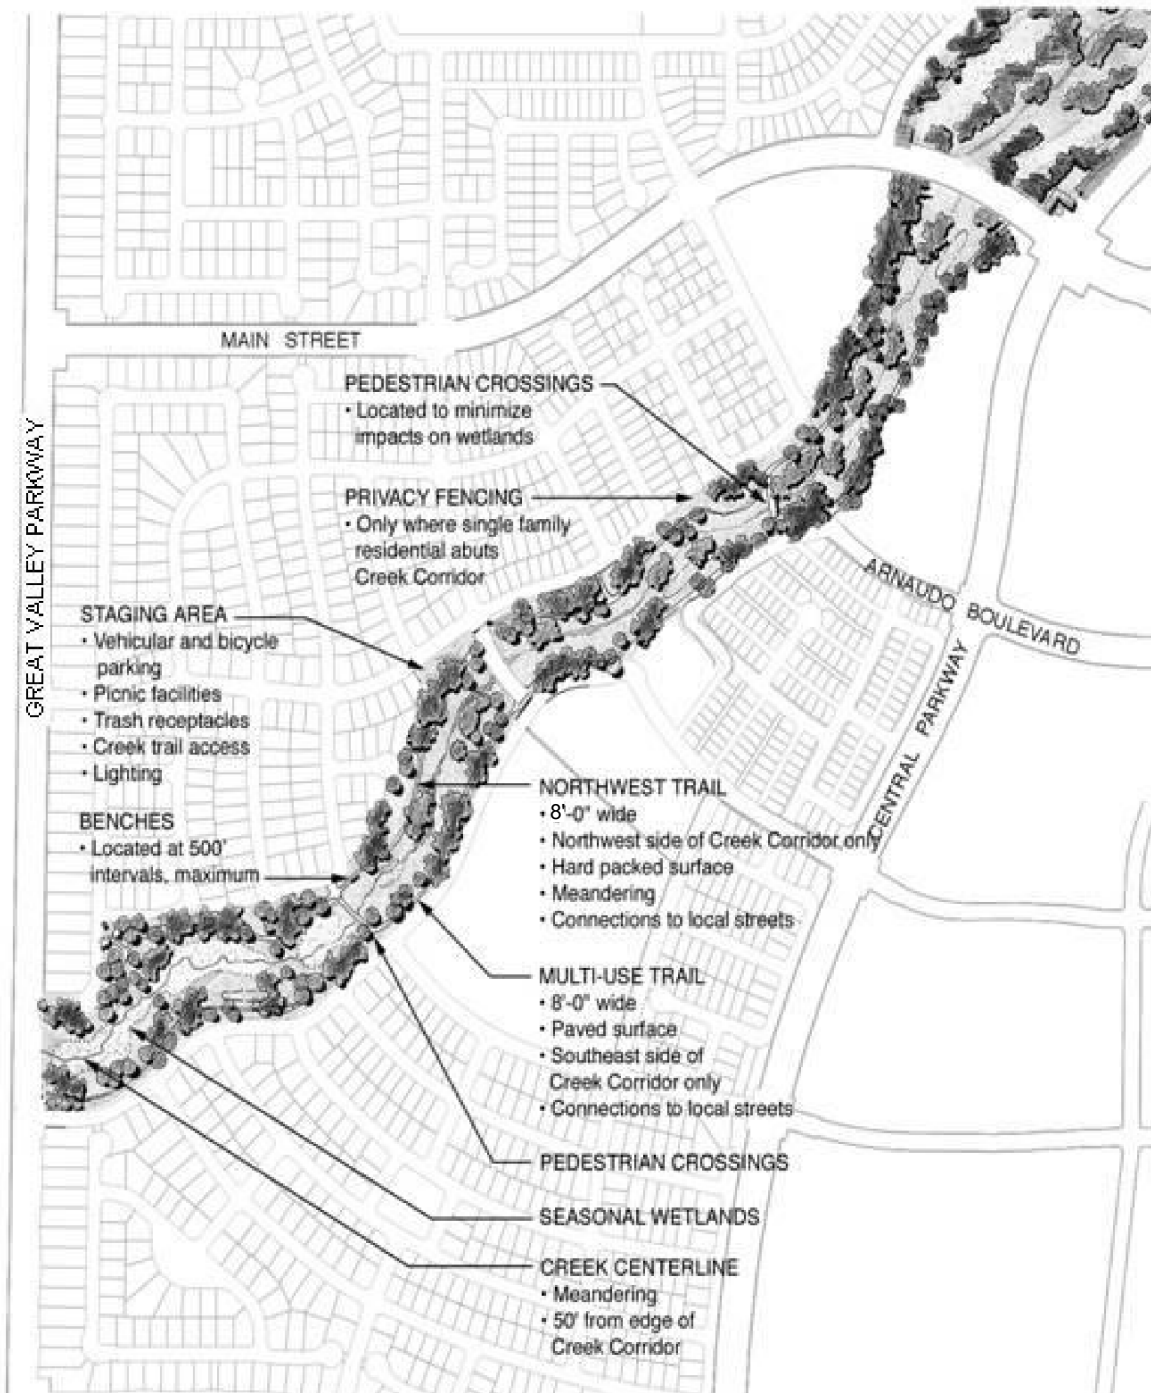 MAIN STREET
PEDESTRIAN CROSSINGS
• Located to minimize
impacts on wetlands
GREAT VALLEY PARKWAY
PRIVACY FENCING
• Only where single family
residential abuts
Creek Corridor
ARNAUDO BOULEVARD
STAGING AREA
• Vehicular and bicycle
parking
• Picnic facilities
• Trash receptacles
• Creek trail access
• Lighting
CENTRAL PARKWAY
NORTHWEST TRAIL
• 8'-0" wide
• Northwest side of Creek Corridor only
• Hard packed surface
• Meandering
• Connections to local streets
BENCHES
• Located at 500'
intervals, maximum
MULTI-USE TRAIL
• 8'-0" wide
• Paved surface
• Southeast side of
Creek Corridor only
• Connections to local streets
PEDESTRIAN CROSSINGS
SEASONAL WETLANDS
CREEK CENTERLINE
• Meandering
• 50' from edge of
Creek Corridor